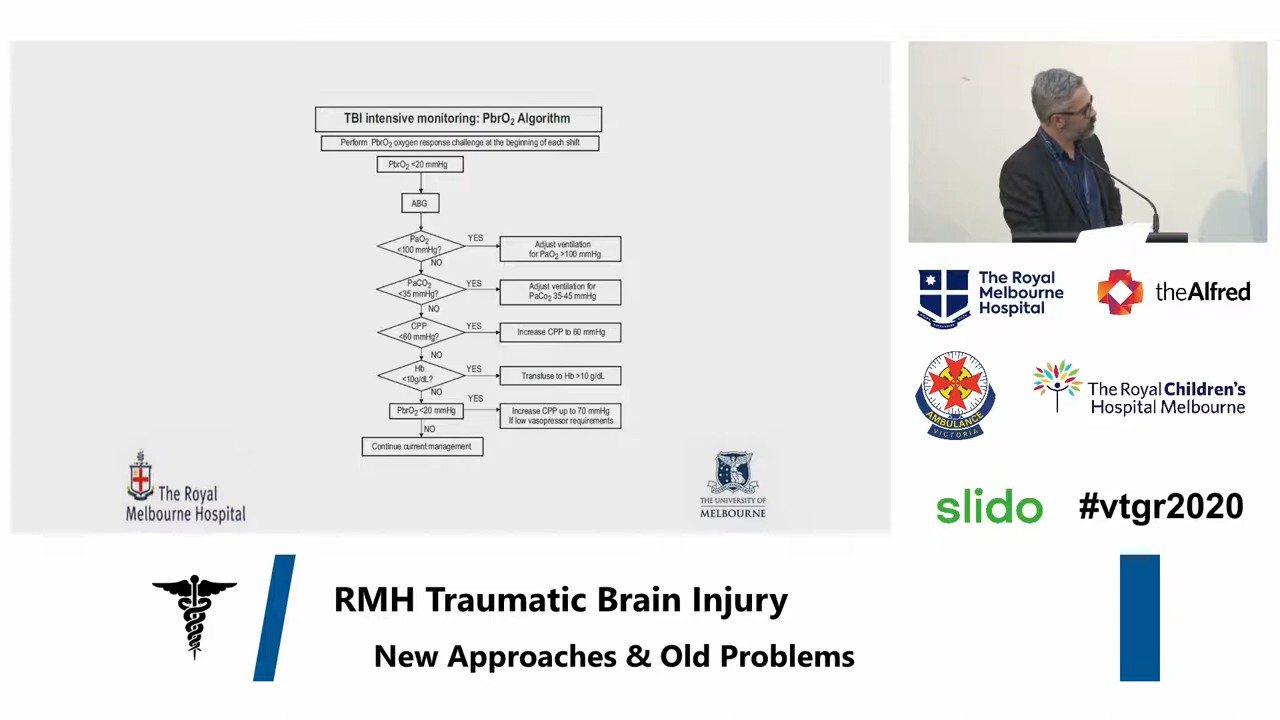 TBI intensive monitoring: PbrO2 Algorithm
Perform PbrO2 oxygen response challenge at the beginning of each shift
PbrO2 <20 mmHg
ABG
PaO2
<100 mmHg?
YES
Adjust ventilation
for PaO2 >100 mmHg
NO
PaCO2
<35 mmHg?
YES
Adjust ventilation for
PaCo2 35-45 mmHg
NO
CPP
<60 mmHg?
YES
Increase CPP to 60 mmHg
NO
Hb
<10g/dL?
YES
Transfuse to Hb >10 g/dL
NO
PbrO2 <20 mmHg
YES
Increase CPP up to 70 mmHg
If low vasopressor requirements
NO
Continue current management
The Royal
Melbourne Hospital
THE UNIVERSITY OF
MELBOURNE
The Royal
Melbourne
Hospital
theAlfred
AMBULANCE
VICTORIA
The Royal Children's
Hospital Melbourne
slido
#vtgr2020
RMH Traumatic Brain Injury
New Approaches & Old Problems